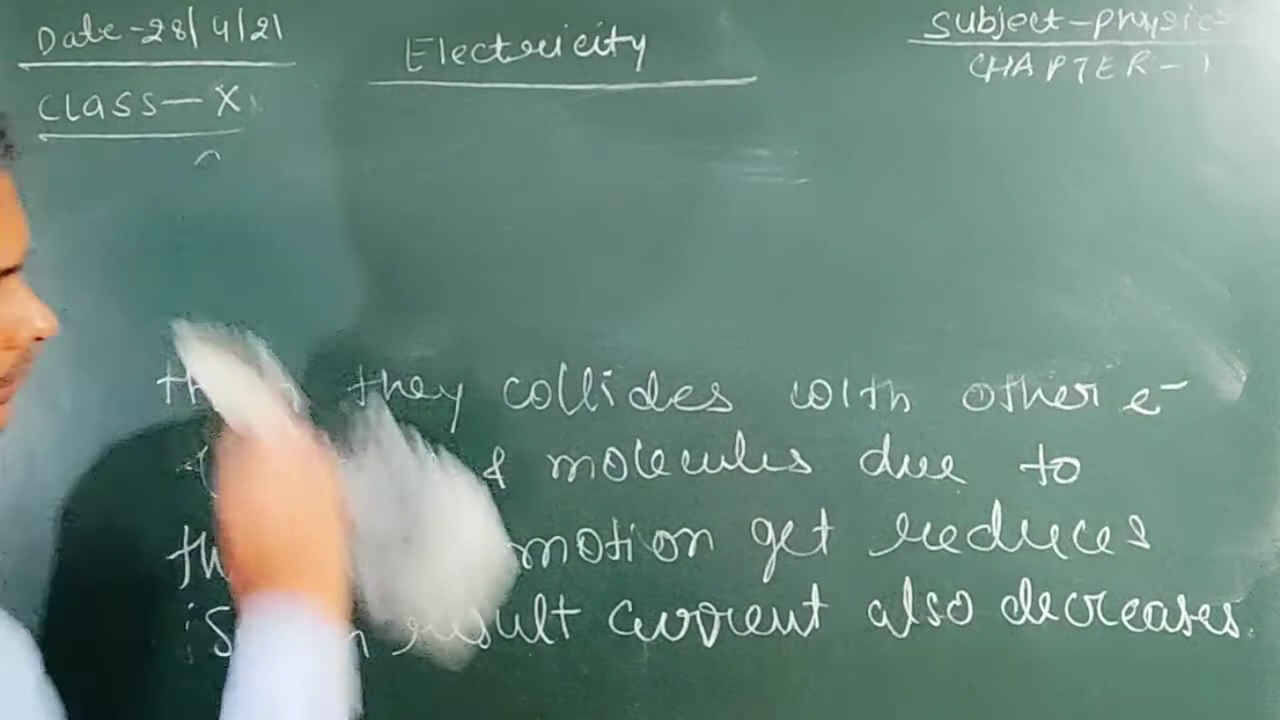 Date-28/4/21
Electricity
Subject-physics
CHAPTER-1
CLASS-X
they collides with other e-
& molecules due to
motion get reduces
result current also decreases.